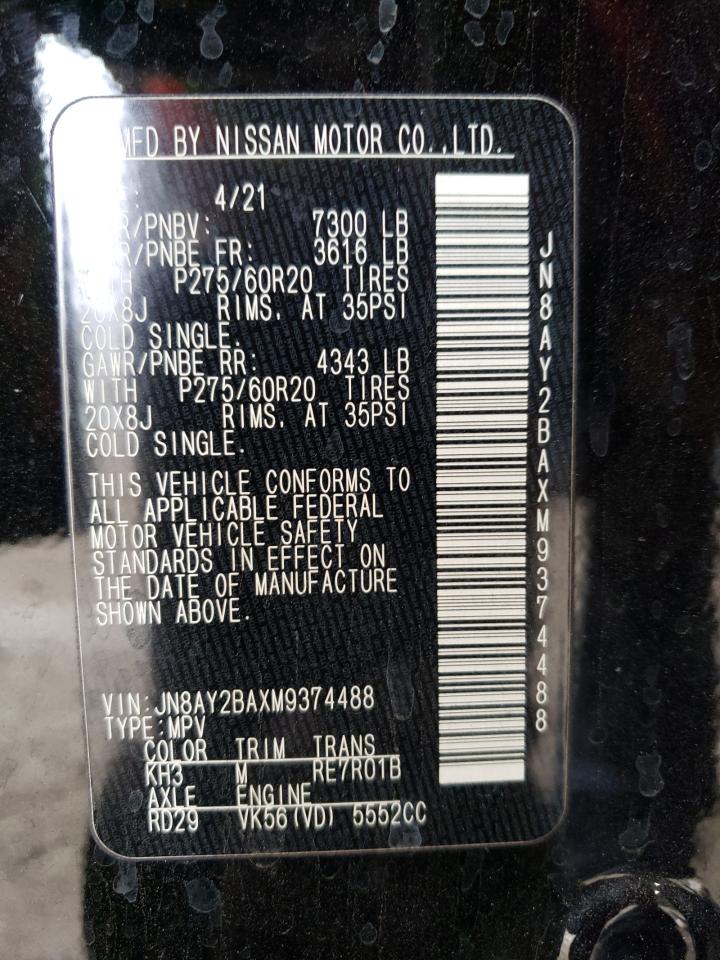 MFD BY NISSAN MOTOR CO.,LTD.
4/21
/PNBV: 7300 LB
/PNBE FR: 3616 LB
P275/60R20 TIRES
20X8J RIMS. AT 35PSI
COLD SINGLE.
GAWR/PNBE RR: 4343 LB
WITH P275/60R20 TIRES
20X8J RIMS. AT 35PSI
COLD SINGLE.
THIS VEHICLE CONFORMS TO
ALL APPLICABLE FEDERAL
MOTOR VEHICLE SAFETY
STANDARDS IN EFFECT ON
THE DATE OF MANUFACTURE
SHOWN ABOVE.
VIN:JN8AY2BAXM9374488
TYPE:MPV
COLOR TRIM TRANS
KH3 M RE7R01B
AXLE ENGINE
RD29 VK56(VD) 5552CC
JN8AY2BAXM9374488